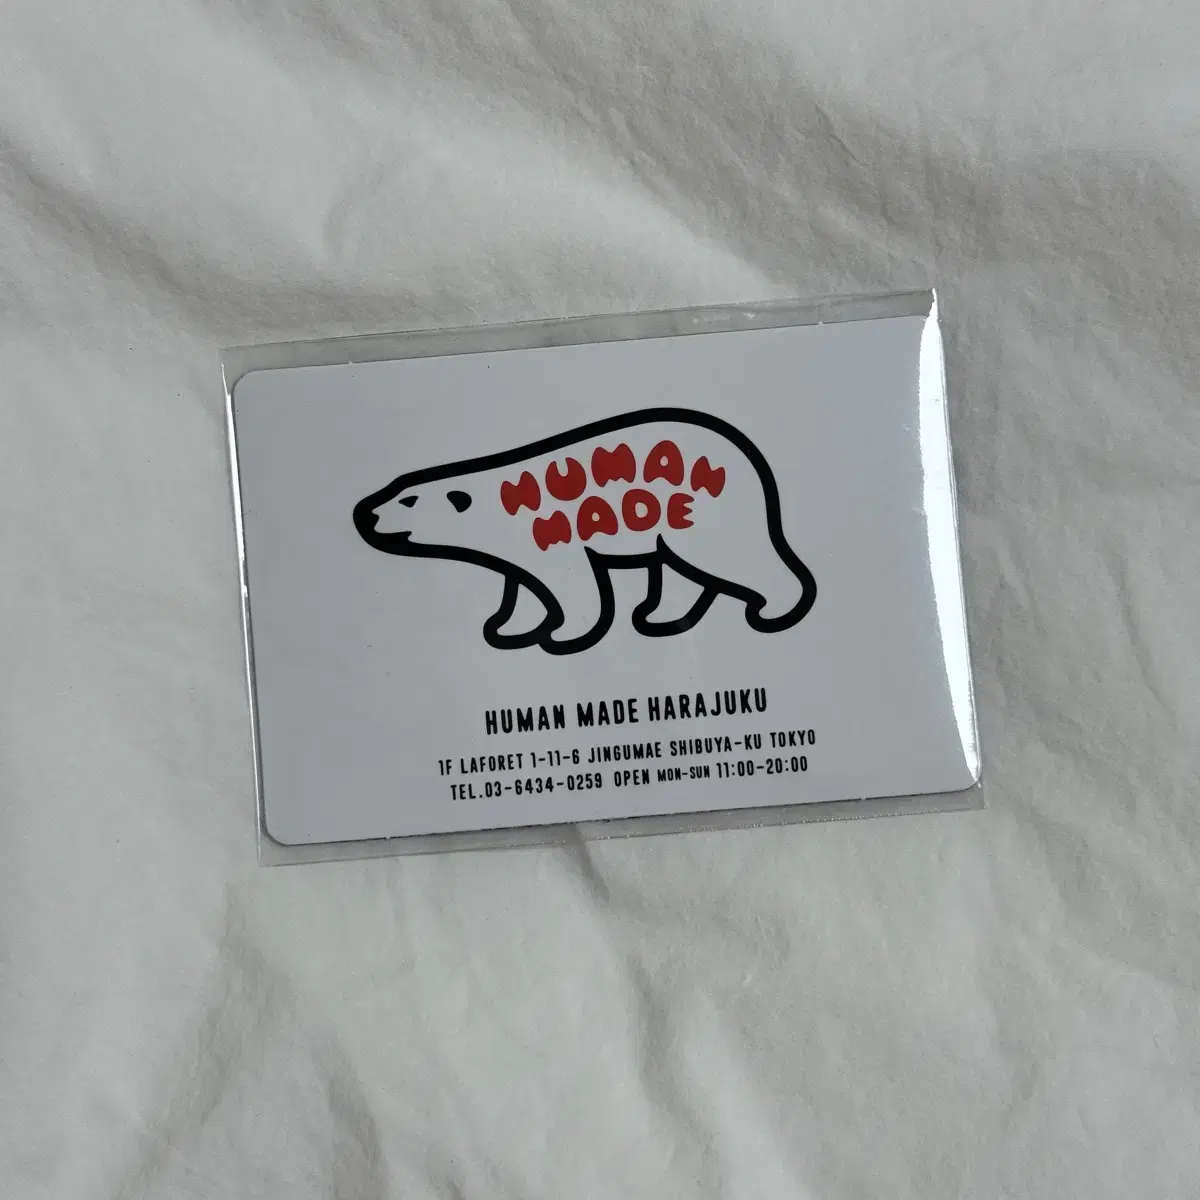 HUMAN
MADE
HUMAN MADE HARAJUKU
1F LAFORET 1-11-6 JINGUMAE SHIBUYA-KU TOKYO
TEL.03-6434-0259 OPEN MON-SUN 11:00-20:00